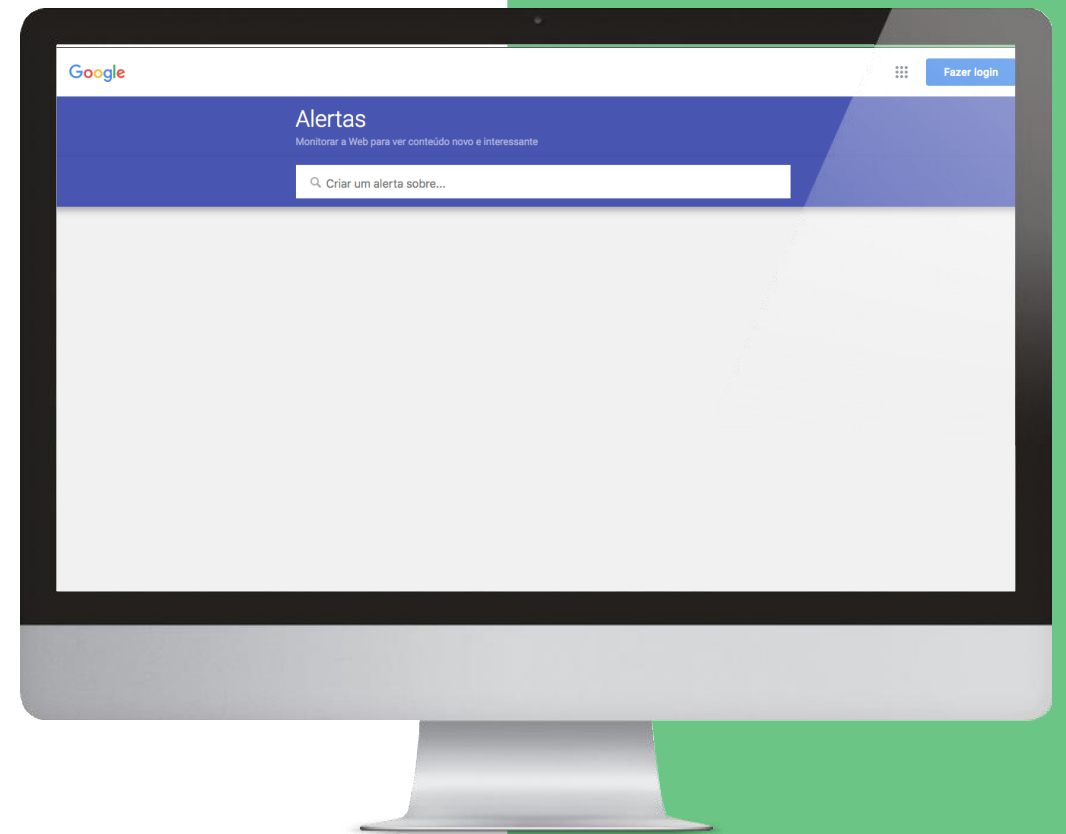 Google
Fazer login
Alertas
Monitorar a Web para ver conteúdo novo e interessante
Criar um alerta sobre...